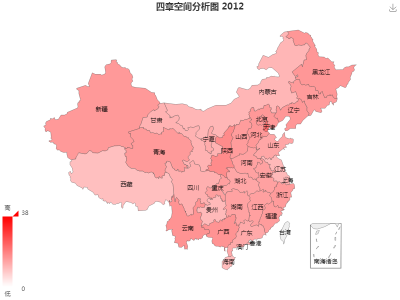 四章空间分析图 2012
黑龙江
内蒙古
吉林
新疆
辽宁
甘肃
北京
天津
宁夏
山西
河北
青海
陕西
山东
河南
西藏
江苏
安徽
上海
四川
重庆
湖北
浙江
贵州
湖南
江西
云南
福建
广西
广东
台湾
澳门
香港
海南
南海诸岛
高
38
0
低